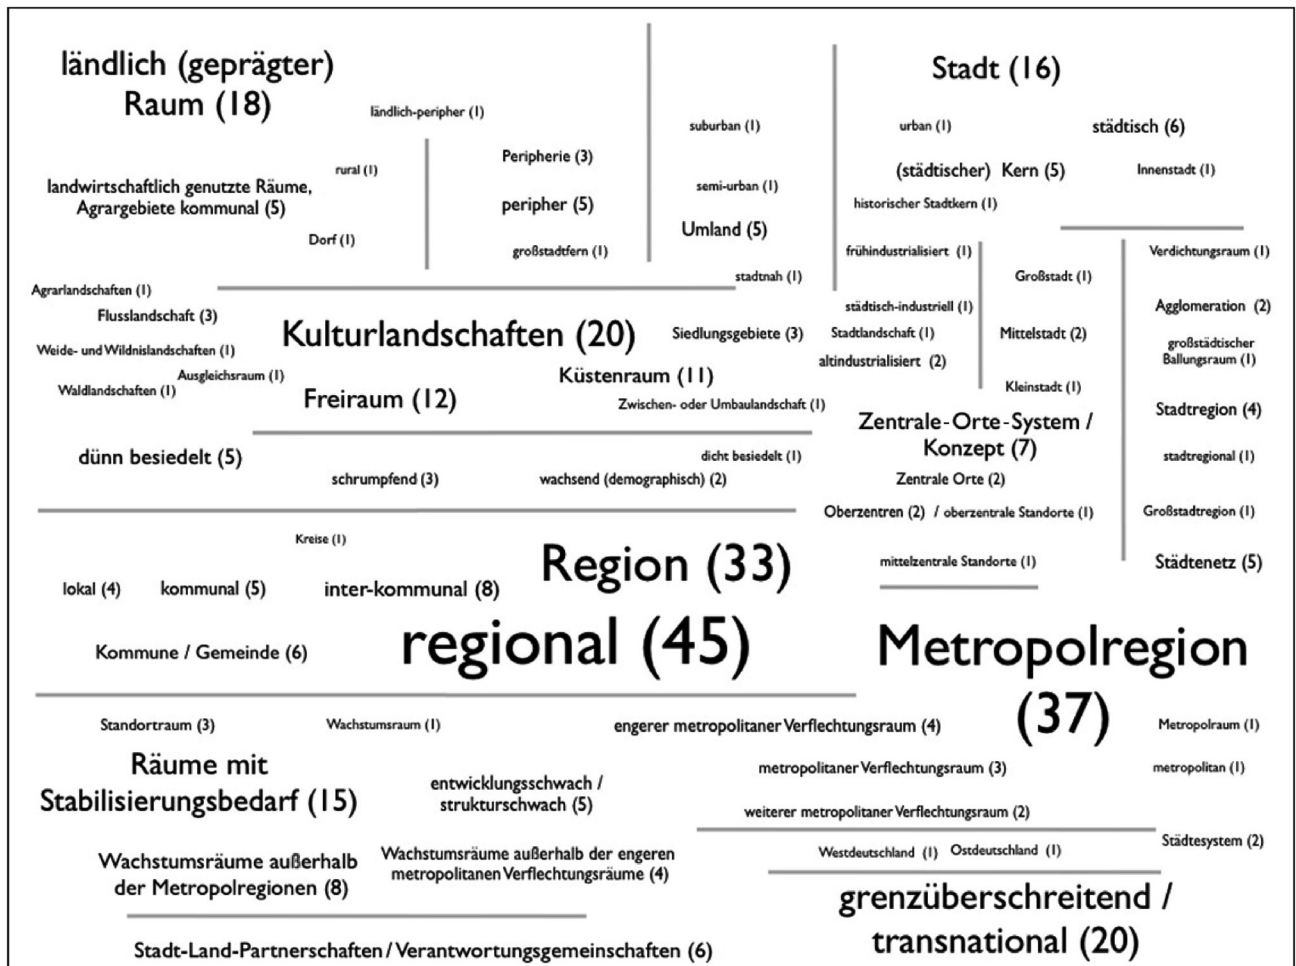 ländlich (geprägter)
Raum (18)
ländlich-peripher (1)
rural (1)
landwirtschaftlich genutzte Räume,
Agrargebiete kommunal (5)
Dorf (1)
Peripherie (3)
peripher (5)
großstadtfern (1)
suburban (1)
semi-urban (1)
Umland (5)
stadtnah (1)
Stadt (16)
urban (1)
städtisch (6)
(städtischer) Kern (5)
Innenstadt (1)
historischer Stadtkern (1)
frühindustrialisiert (1)
städtisch-industriell (1)
Stadtlandschaft (1)
altindustrialisiert (2)
Großstadt (1)
Mittelstadt (2)
Kleinstadt (1)
Verdichtungsraum (1)
Agglomeration (2)
großstädtischer
Ballungsraum (1)
Stadtregion (4)
stadtregional (1)
Großstadtregion (1)
Städtenetz (5)
Agrarlandschaften (1)
Flusslandschaft (3)
Weide- und Wildnislandschaften (1)
Ausgleichsraum (1)
Waldlandschaften (1)
Kulturlandschaften (20)
Siedlungsgebiete (3)
Küstenraum (11)
Freiraum (12)
Zwischen- oder Umbaulandschaft (1)
Zentrale-Orte-System /
Konzept (7)
Zentrale Orte (2)
Oberzentren (2) / oberzentrale Standorte (1)
mittelzentrale Standorte (1)
dünn besiedelt (5)
dicht besiedelt (1)
schrumpfend (3)
wachsend (demographisch) (2)
Kreise (1)
Region (33)
lokal (4)
kommunal (5)
inter-kommunal (8)
regional (45)
Kommune / Gemeinde (6)
Metropolregion
(37)
Metropolraum (1)
metropolitan (1)
engerer metropolitaner Verflechtungsraum (4)
metropolitaner Verflechtungsraum (3)
weiterer metropolitaner Verflechtungsraum (2)
Städtesystem (2)
Standortraum (3)
Wachstumsraum (1)
Räume mit
Stabilisierungsbedarf (15)
entwicklungsschwach /
strukturschwach (5)
Wachstumsräume außerhalb
der Metropolregionen (8)
Wachstumsräume außerhalb der engeren
metropolitanen Verflechtungsräume (4)
Westdeutschland (1)
Ostdeutschland (1)
grenzüberschreitend /
transnational (20)
Stadt-Land-Partnerschaften / Verantwortungsgemeinschaften (6)